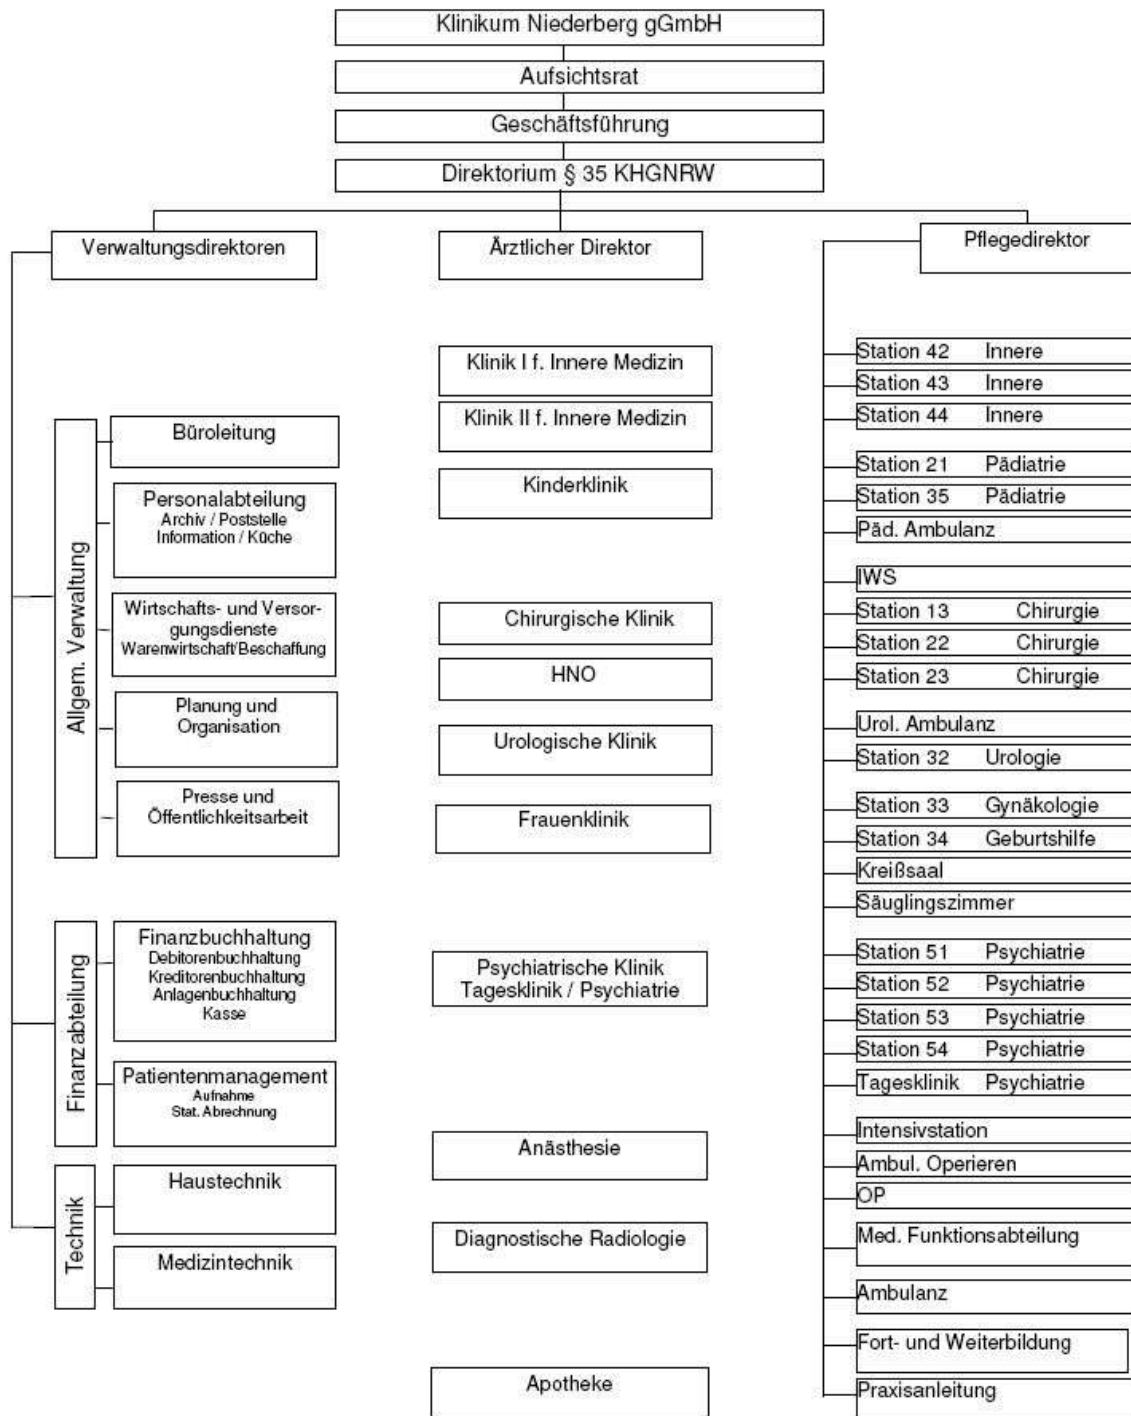 Klinikum Niederberg gGmbH
Aufsichtsrat
Geschäftsführung
Direktorium § 35 KHGNRW
Verwaltungsdirektoren
Ärztlicher Direktor
Pflegedirektor
Allgem. Verwaltung
Büroleitung
Personalabteilung
Archiv / Poststelle
Information / Küche
Wirtschafts- und Versor-
gungsdienste
Warenwirtschaft/Beschaffung
Planung und
Organisation
Presse und
Öffentlichkeitsarbeit
Finanzabteilung
Finanzbuchhaltung
Debitorenbuchhaltung
Kreditorenbuchhaltung
Anlagenbuchhaltung
Kasse
Patientenmanagement
Aufnahme
Stat. Abrechnung
Technik
Haustechnik
Medizintechnik
Klinik I f. Innere Medizin
Klinik II f. Innere Medizin
Kinderklinik
Chirurgische Klinik
HNO
Urologische Klinik
Frauenklinik
Psychiatrische Klinik
Tagesklinik / Psychiatrie
Anästhesie
Diagnostische Radiologie
Apotheke
Station 42 Innere
Station 43 Innere
Station 44 Innere
Station 21 Pädiatrie
Station 35 Pädiatrie
Päd. Ambulanz
IWS
Station 13 Chirurgie
Station 22 Chirurgie
Station 23 Chirurgie
Urol. Ambulanz
Station 32 Urologie
Station 33 Gynäkologie
Station 34 Geburtshilfe
Kreißsaal
Säuglingszimmer
Station 51 Psychiatrie
Station 52 Psychiatrie
Station 53 Psychiatrie
Station 54 Psychiatrie
Tagesklinik Psychiatrie
Intensivstation
Ambul. Operieren
OP
Med. Funktionsabteilung
Ambulanz
Fort- und Weiterbildung
Praxisanleitung